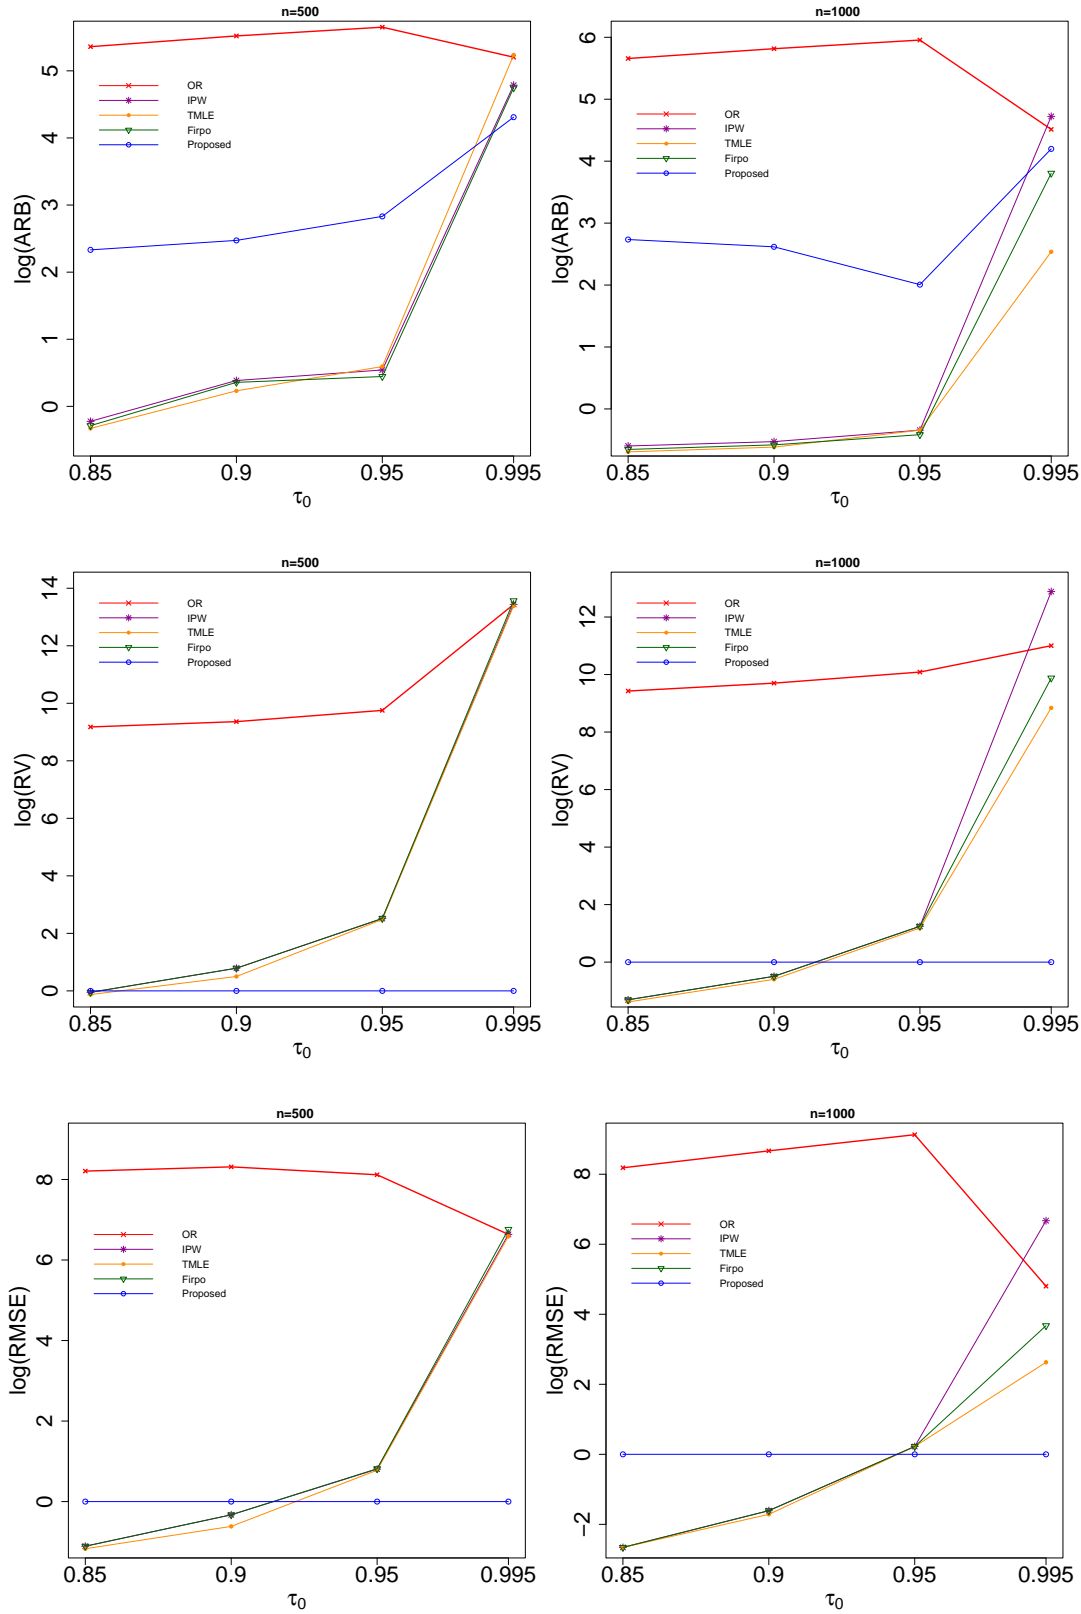 n=500
log(ARB)
5
4
3
2
1
0
OR
IPW
TMLE
Firpo
Proposed
0.85 0.9 0.95 0.995
τ0
n=1000
log(ARB)
6
5
4
3
2
1
0
OR
IPW
TMLE
Firpo
Proposed
0.85 0.9 0.95 0.995
τ0
n=500
log(RV)
14
12
10
8
6
4
2
0
OR
IPW
TMLE
Firpo
Proposed
0.85 0.9 0.95 0.995
τ0
n=1000
log(RV)
12
10
8
6
4
2
0
OR
IPW
TMLE
Firpo
Proposed
0.85 0.9 0.95 0.995
τ0
n=500
log(RMSE)
8
6
4
2
0
OR
IPW
TMLE
Firpo
Proposed
0.85 0.9 0.95 0.995
τ0
n=1000
log(RMSE)
8
6
4
2
0
−2
OR
IPW
TMLE
Firpo
Proposed
0.85 0.9 0.95 0.995
τ0